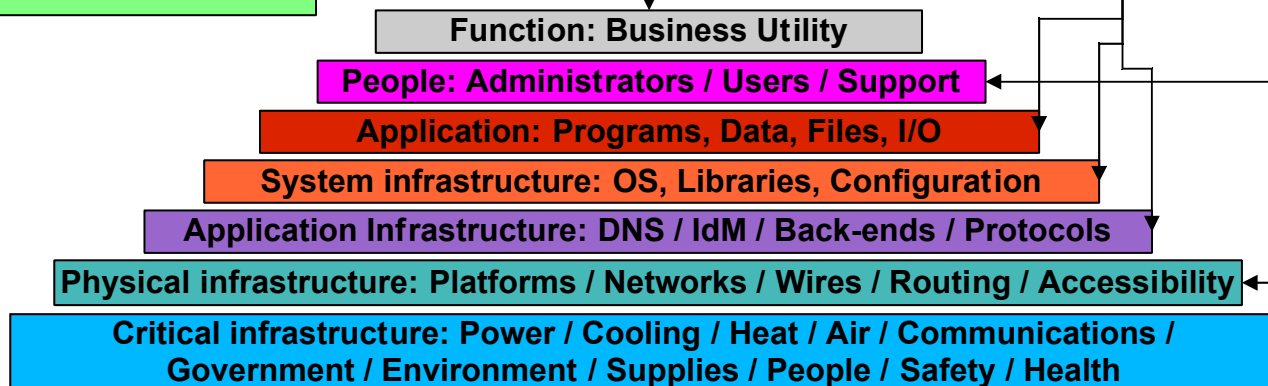 Function: Business Utility
People: Administrators / Users / Support
Application: Programs, Data, Files, I/O
System infrastructure: OS, Libraries, Configuration
Application Infrastructure: DNS / IdM / Back-ends / Protocols
Physical infrastructure: Platforms / Networks / Wires / Routing / Accessibility
Critical infrastructure: Power / Cooling / Heat / Air / Communications /
Government / Environment / Supplies / People / Safety / Health